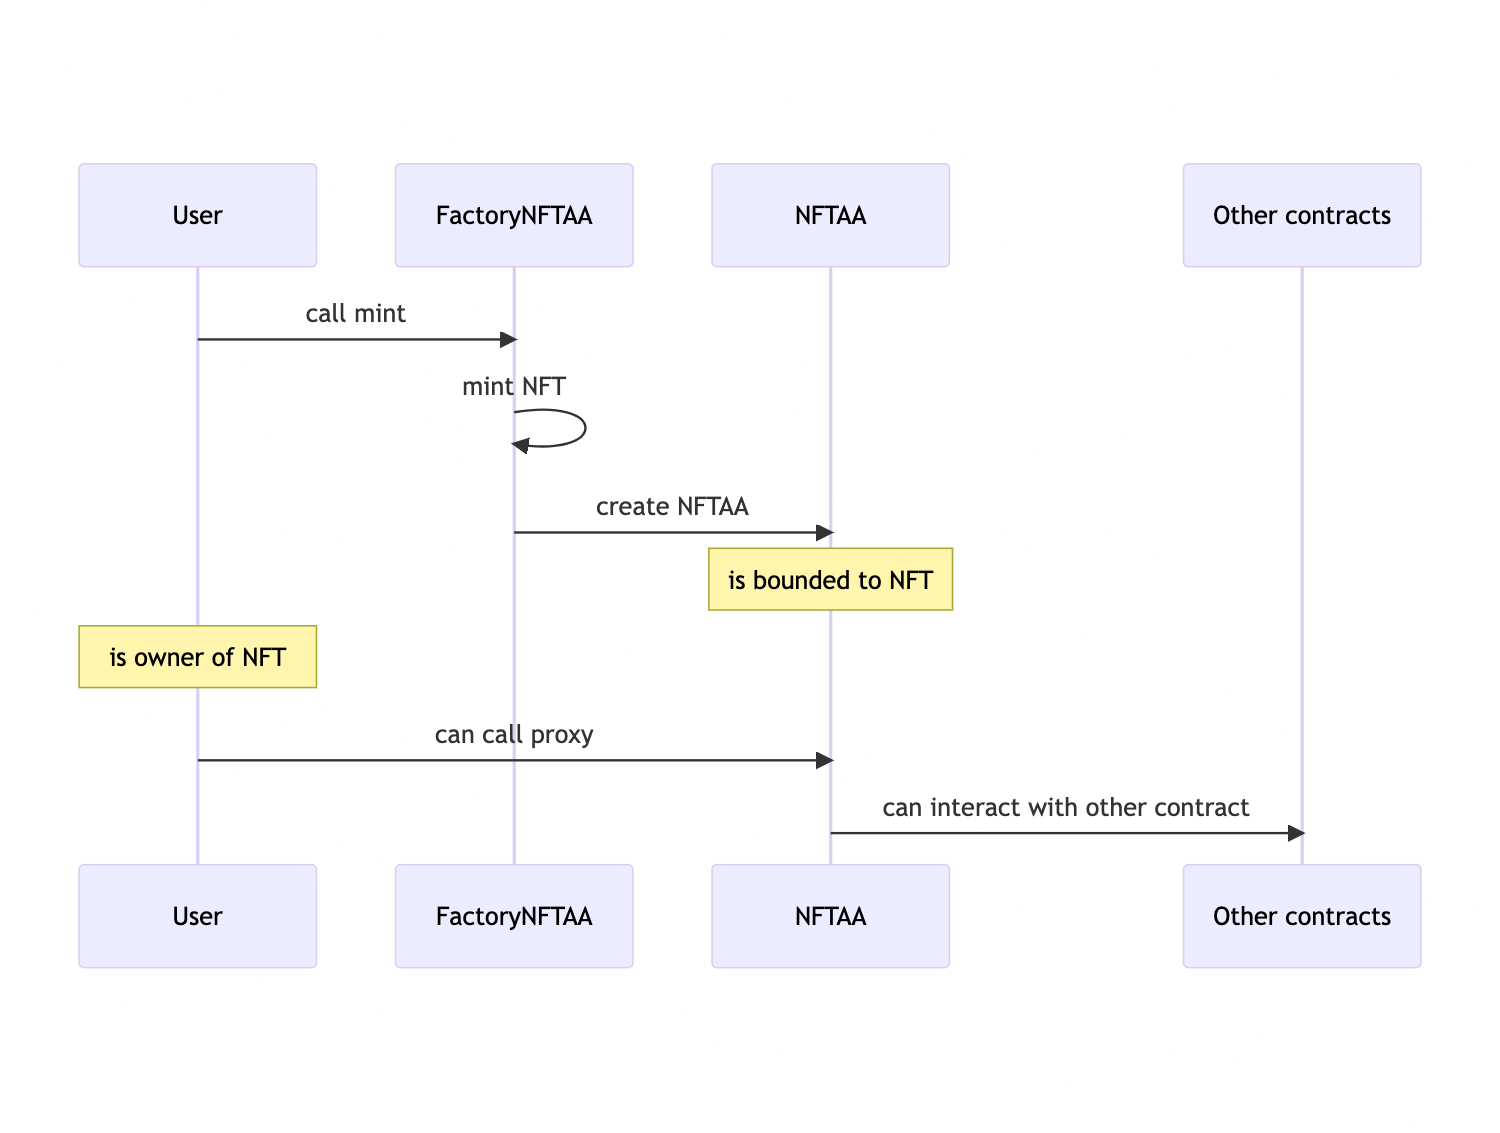 User
FactoryNFTAA
NFTAA
Other contracts
call mint
mint NFT
create NFTAA
is bounded to NFT
is owner of NFT
can call proxy
can interact with other contract
User
FactoryNFTAA
NFTAA
Other contracts